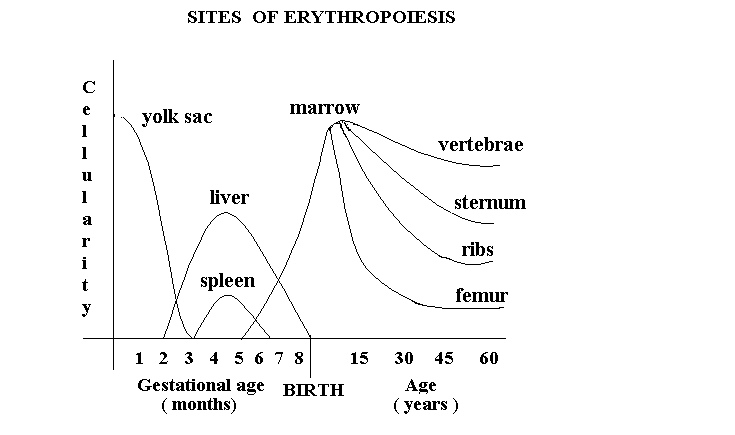 SITES OF ERYTHROPOIESIS
Cellularity
yolk sac
marrow
vertebrae
liver
sternum
ribs
spleen
femur
1 2 3 4 5 6 7 8 15 30 45 60
Gestational age
( months)
BIRTH
Age
( years )